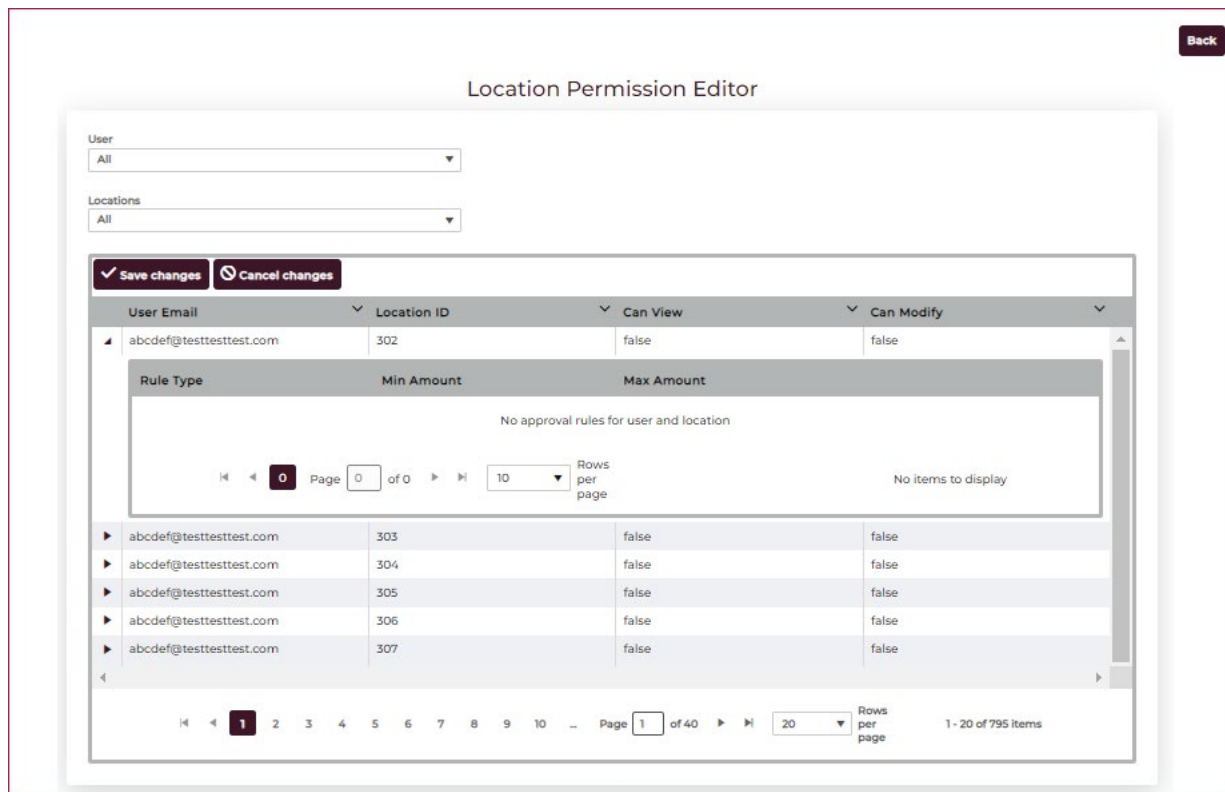 Back
Location Permission Editor
User
All
Locations
All
Save changes Cancel changes
User Email Location ID Can View Can Modify
abcdef@testtesttest.com 302 false false
Rule Type Min Amount Max Amount
No approval rules for user and location
0 Page 0 of 0 10 Rows per page No items to display
abcdef@testtesttest.com 303 false false
abcdef@testtesttest.com 304 false false
abcdef@testtesttest.com 305 false false
abcdef@testtesttest.com 306 false false
abcdef@testtesttest.com 307 false false
1 2 3 4 5 6 7 8 9 10 ... Page 1 of 40 20 Rows per page 1 - 20 of 795 items